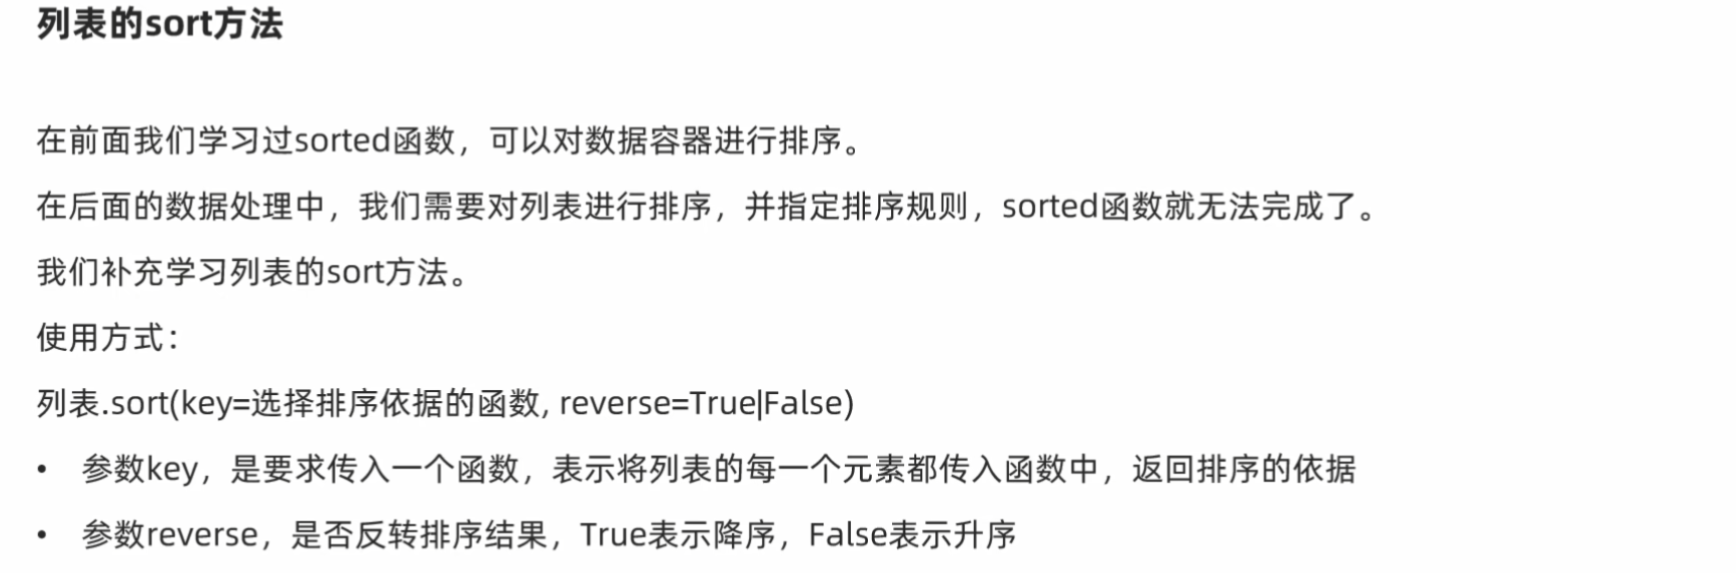 列表的sort方法
在前面我们学习过sorted函数，可以对数据容器进行排序。
在后面的数据处理中，我们需要对列表进行排序，并指定排序规则，sorted函数就无法完成了。
我们补充学习列表的sort方法。
使用方式：
列表.sort(key=选择排序依据的函数, reverse=True|False)
• 参数key，是要求传入一个函数，表示将列表的每一个元素都传入函数中，返回排序的依据
• 参数reverse，是否反转排序结果，True表示降序，False表示升序